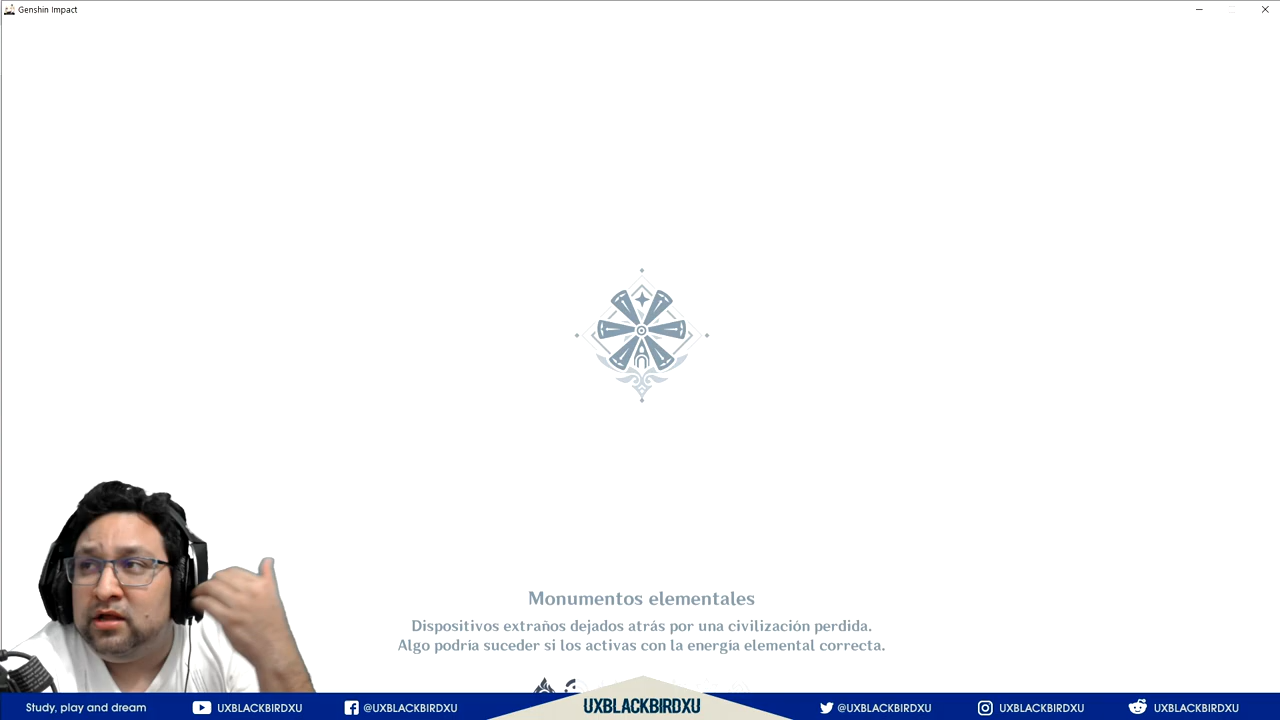 Genshin Impact
Monumentos elementales
Dispositivos extraños dejados atrás por una civilización perdida.
Algo podría suceder si los activas con la energía elemental correcta.
Study, play and dream
UXBLACKBIRDXU
@UXBLACKBIRDXU
UXBLACKBIRDXU
@UXBLACKBIRDXU
UXBLACKBIRDXU
UXBLACKBIRDXU